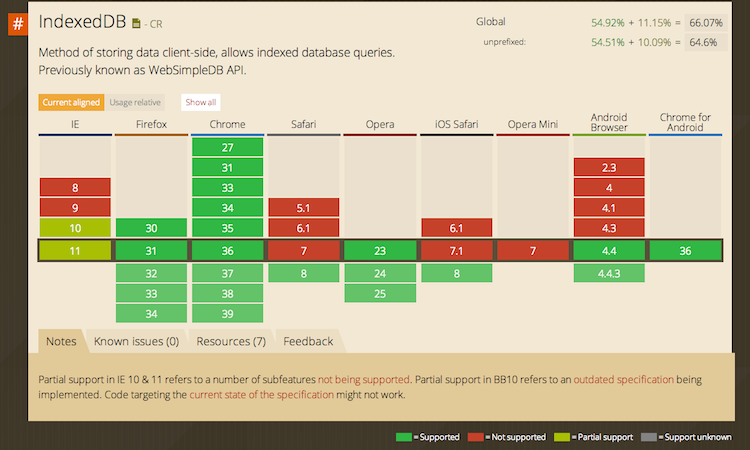 #
IndexedDB - CR
Global 54.92% + 11.15% = 66.07%
unprefixed: 54.51% + 10.09% = 64.6%
Method of storing data client-side, allows indexed database queries.
Previously known as WebSimpleDB API.
Current aligned Usage relative Show all
IE Firefox Chrome Safari Opera iOS Safari Opera Mini Android Browser Chrome for Android
27
31 2.3
8 33 4
9 34 5.1 4.1
10 30 35 6.1 6.1 4.3
11 31 36 7 23 7.1 7 4.4 36
32 37 8 24 8 4.4.3
33 38 25
34 39
Notes Known issues (0) Resources (7) Feedback
Partial support in IE 10 & 11 refers to a number of subfeatures not being supported. Partial support in BB10 refers to an outdated specification being
implemented. Code targeting the current state of the specification might not work.
= Supported = Not supported = Partial support = Support unknown